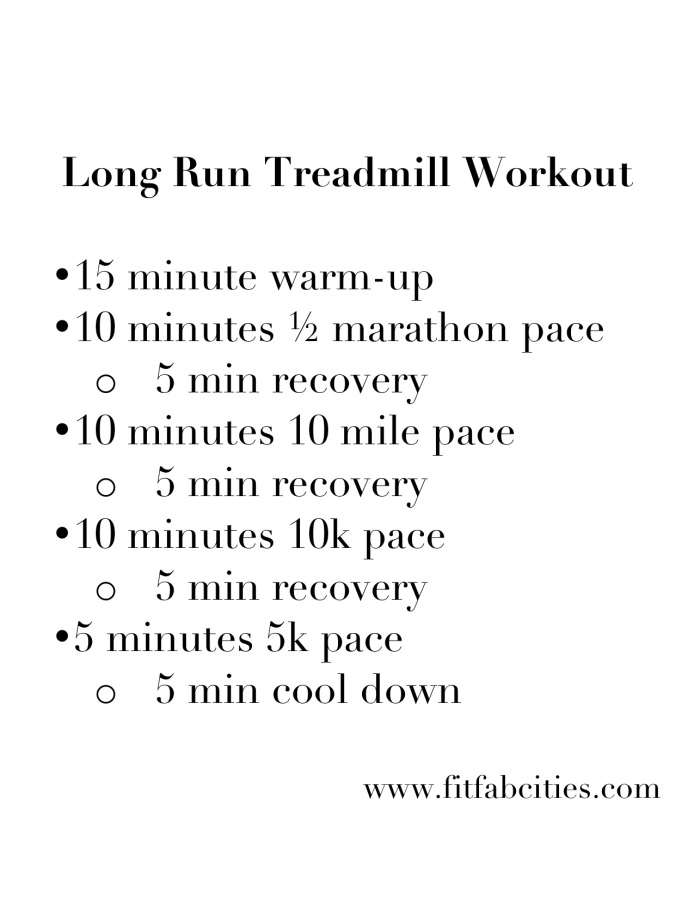 Long Run Treadmill Workout
•15 minute warm-up
•10 minutes ½ marathon pace
o 5 min recovery
•10 minutes 10 mile pace
o 5 min recovery
•10 minutes 10k pace
o 5 min recovery
•5 minutes 5k pace
o 5 min cool down
www.fitfabcities.com